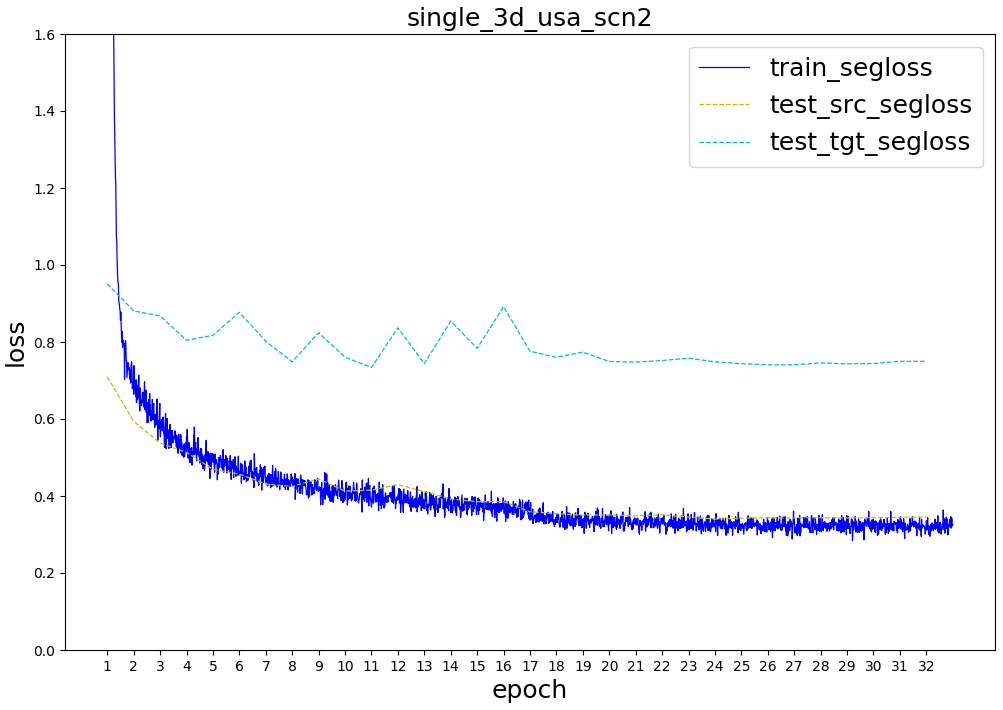 single_3d_usa_scn2
train_segloss
test_src_segloss
test_tgt_segloss
loss
1.6
1.4
1.2
1.0
0.8
0.6
0.4
0.2
0.0
1 2 3 4 5 6 7 8 9 10 11 12 13 14 15 16 17 18 19 20 21 22 23 24 25 26 27 28 29 30 31 32
epoch